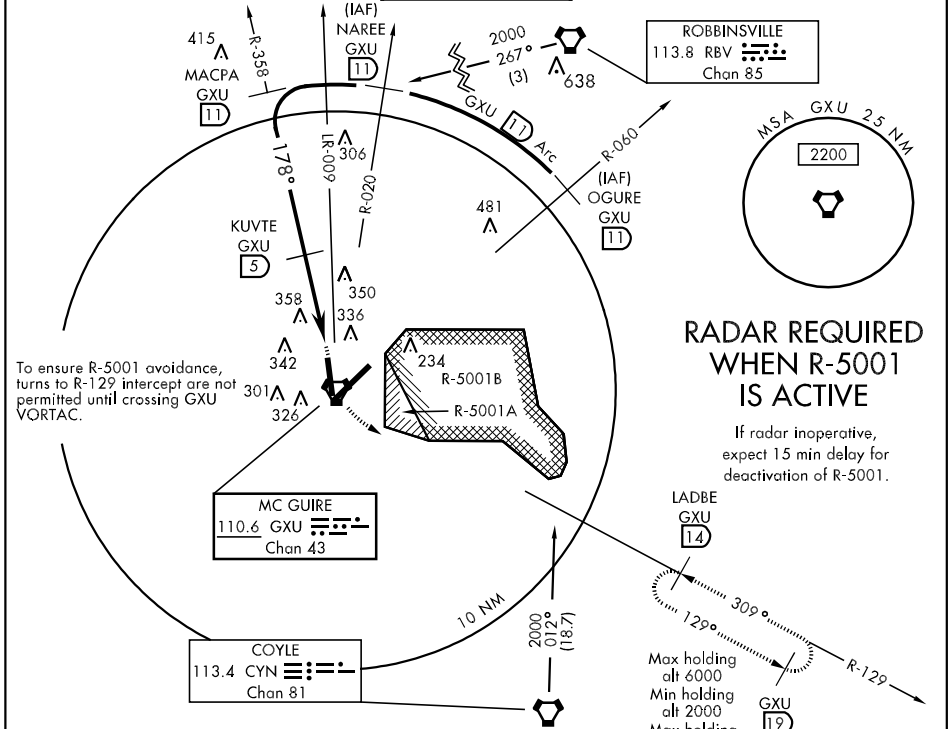 (IAF)
NAREE
GXU
11
415
R-358
MACPA
GXU
11
2000
267°
(3)
638
ROBBINSVILLE
113.8 RBV
Chan 85
GXU 11 Arc
MSA GXU 25 NM
2200
178°
LR-009
306
R-020
R-060
(IAF)
OGURE
GXU
11
481
KUVTE
GXU
5
350
358
336
342
301
326
234
R-5001B
R-5001A
To ensure R-5001 avoidance,
turns to R-129 intercept are not
permitted until crossing GXU
VORTAC.
RADAR REQUIRED
WHEN R-5001
IS ACTIVE
If radar inoperative,
expect 15 min delay for
deactivation of R-5001.
MC GUIRE
110.6 GXU
Chan 43
LADBE
GXU
14
309°
129°
R-129
10 NM
2000
012°
(18.7)
COYLE
113.4 CYN
Chan 81
Max holding
alt 6000
Min holding
alt 2000
Max holding
GXU
19